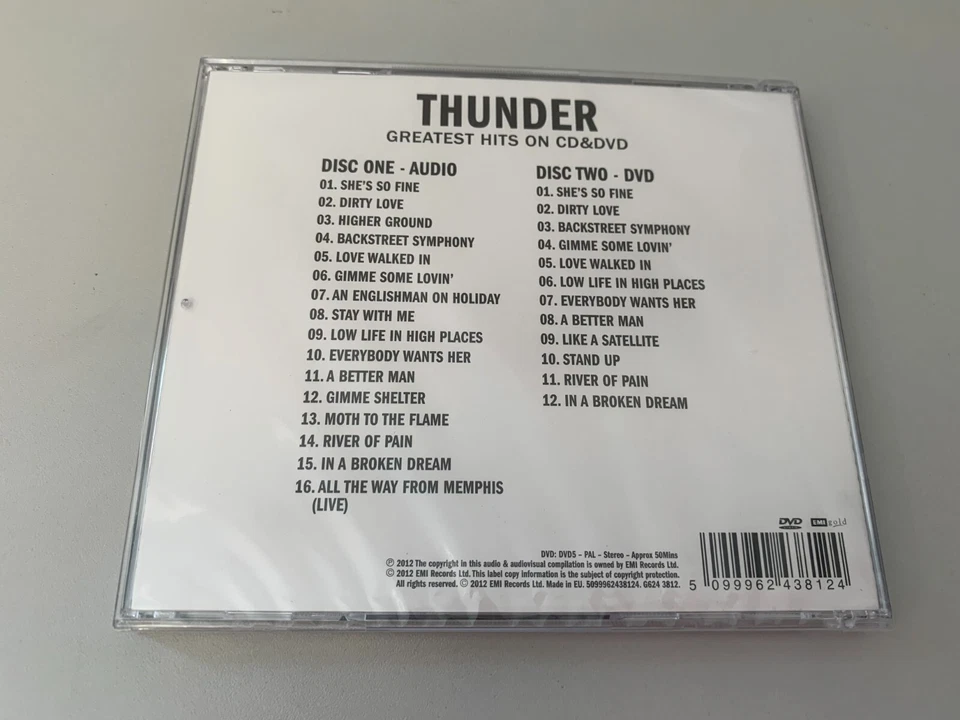 THUNDER
GREATEST HITS ON CD&DVD
DISC ONE - AUDIO
01. SHE'S SO FINE
02. DIRTY LOVE
03. HIGHER GROUND
04. BACKSTREET SYMPHONY
05. LOVE WALKED IN
06. GIMME SOME LOVIN'
07. AN ENGLISHMAN ON HOLIDAY
08. STAY WITH ME
09. LOW LIFE IN HIGH PLACES
10. EVERYBODY WANTS HER
11. A BETTER MAN
12. GIMME SHELTER
13. MOTH TO THE FLAME
14. RIVER OF PAIN
15. IN A BROKEN DREAM
16. ALL THE WAY FROM MEMPHIS
(LIVE)
DISC TWO - DVD
01. SHE'S SO FINE
02. DIRTY LOVE
03. BACKSTREET SYMPHONY
04. GIMME SOME LOVIN'
05. LOVE WALKED IN
06. LOW LIFE IN HIGH PLACES
07. EVERYBODY WANTS HER
08. A BETTER MAN
09. LIKE A SATELLITE
10. STAND UP
11. RIVER OF PAIN
12. IN A BROKEN DREAM
DVD EMI gold
DVD: DVD5 - PAL - Stereo - Approx 50Mins
℗ 2012 The copyright in this audio & audiovisual compilation is owned by EMI Records Ltd.
© 2012 EMI Records Ltd. This label copy information is the subject of copyright protection.
All rights reserved. © 2012 EMI Records Ltd. Made in EU. 5099962438124. G624 3812.
5 099962 438124